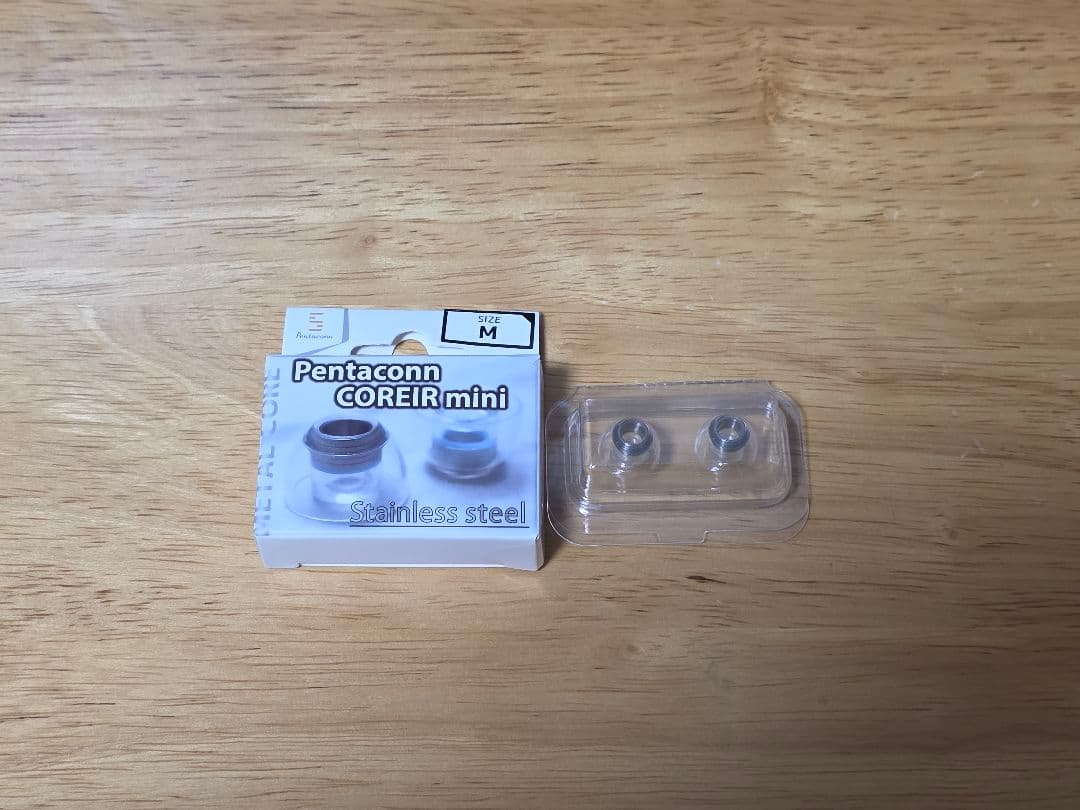 Pentaconn
SIZE
M
Pentaconn
COREIR mini
METAL CORE
Stainless steel